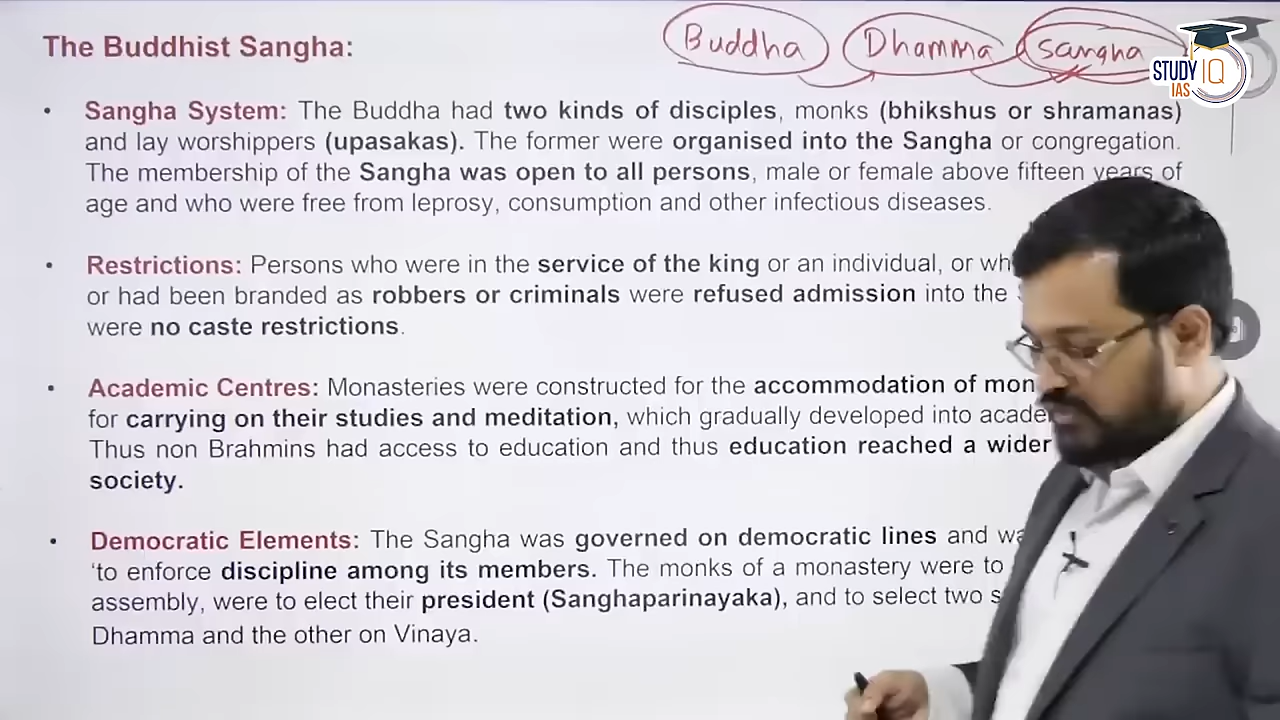 The Buddhist Sangha:
Buddha Dhamma sangha
STUDY IQ
IAS
• Sangha System: The Buddha had two kinds of disciples, monks (bhikshus or shramanas)
and lay worshippers (upasakas). The former were organised into the Sangha or congregation.
The membership of the Sangha was open to all persons, male or female above fifteen years of
age and who were free from leprosy, consumption and other infectious diseases.
• Restrictions: Persons who were in the service of the king or an individual, or
or had been branded as robbers or criminals were refused admission into the
were no caste restrictions.
• Academic Centres: Monasteries were constructed for the accommodation of
for carrying on their studies and meditation, which gradually developed into
Thus non Brahmins had access to education and thus education reached a wider
society.
• Democratic Elements: The Sangha was governed on democratic lines and
‘to enforce discipline among its members. The monks of a monastery were to
assembly, were to elect their president (Sanghaparinayaka), and to select two
Dhamma and the other on Vinaya.